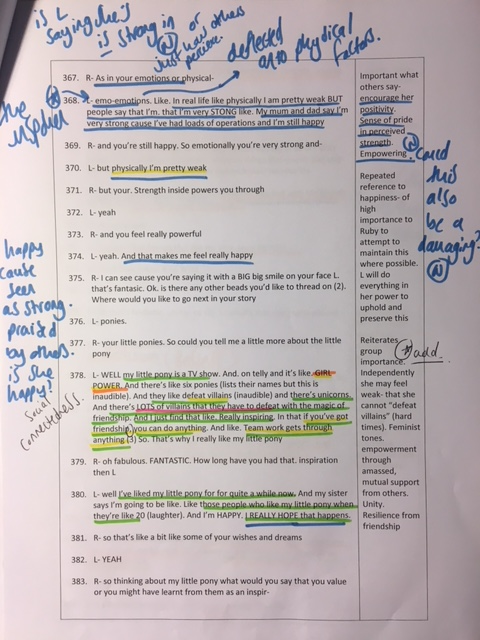 is L
saying she's
is strong in or
(N) just how others
perceive.
deflected
onto physical
factors.
367. R- As in your emotions or physical-
368. L- emo-emotions. Like. In real life like physically I am pretty weak BUT
people say that I'm. that I'm very STONG like. My mum and dad say I'm
very strong cause I've had loads of operations and I'm still happy
369. R- and you're still happy. So emotionally you're very strong and-
370. L- but physically I'm pretty weak
371. R- but your. Strength inside powers you through
372. L- yeah
373. R- and you feel really powerful
374. L- yeah. And that makes me feel really happy
375. R- I can see cause you're saying it with a BIG big smile on your face L.
that's fantastic. Ok. is there any other beads you'd like to thread on (2).
Where would you like to go next in your story
376. L- ponies.
377. R- your little ponies. So could you tell me a little more about the little
pony
378. L- WELL my little pony is a TV show. And. on telly and it's like. GIRL
POWER. And there's like six ponies (lists their names but this is
inaudible). And they like defeat villains (inaudible) and there's unicorns.
And there's LOTS of villains that they have to defeat with the magic of
friendship. And I just find that like. Really inspiring. In that if you've got
friendship you can do anything. And like. Team work gets through
anything (3) So. That's why I really like my little pony
379. R- oh fabulous. FANTASTIC. How long have you had that. inspiration
then L
380. L- well I've liked my little pony for for quite a while now. And my sister
says I'm going to be like. Like those people who like my little pony when
they're like 20 (laughter). And I'm HAPPY. I REALLY HOPE that happens.
381. R- so that's like a bit like some of your wishes and dreams
382. L- YEAH
383. R- so thinking about my little pony what would you say that you value
or you might have learnt from them as an inspir-
Important what
others say-
encourage her
positivity.
Sense of pride
in perceived
strength.
Empowering.
(N) could
this
also
be a
damaging?
(N)
Repeated
reference to
happiness- of
high
importance to
Ruby to
attempt to
maintain this
where possible.
L will do
everything in
her power to
uphold and
preserve this
Reiterates
group
importance.
add.
Independently
she may feel
weak- that she
cannot "defeat
villains" (hard
times). Feminist
tones.
empowerment
through
amassed,
mutual support
from others.
Unity.
Resilience from
friendship
happy
cause
seen
as strong.
praised
by others.
is she
happy?
social
connectedness.